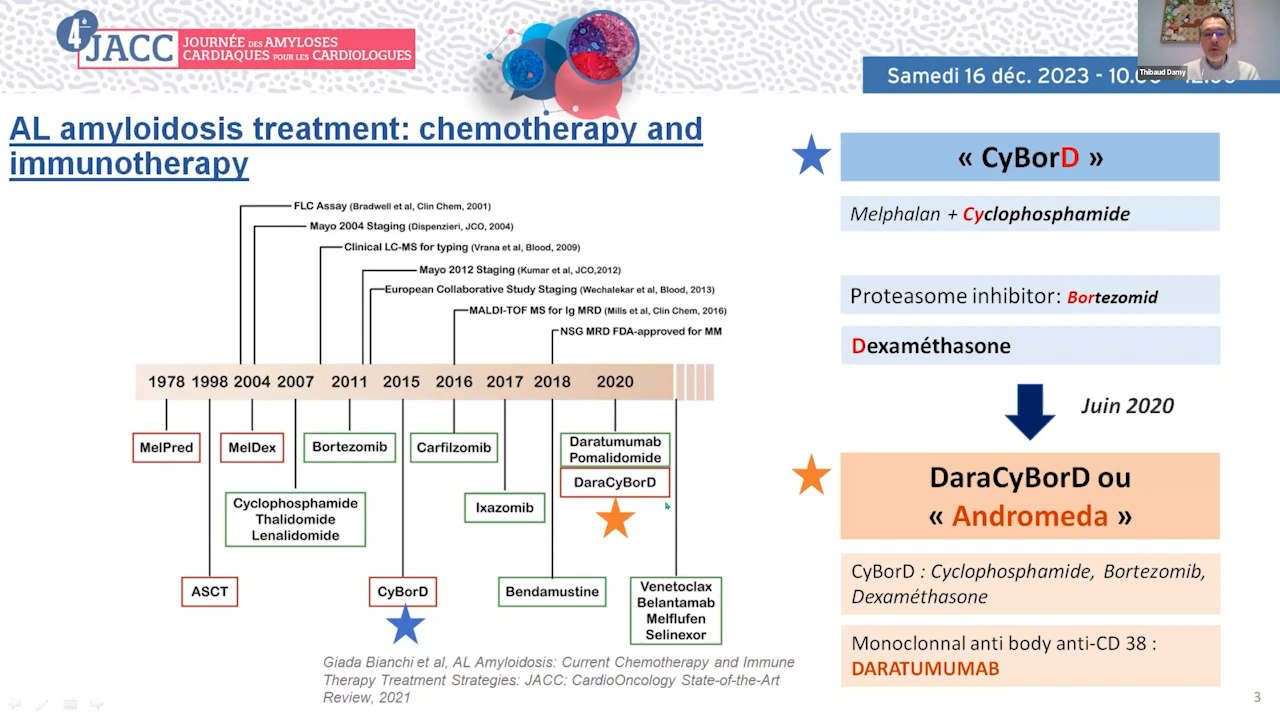 4e
JACC
JOURNÉE DES AMYLOSES
CARDIAQUES POUR LES CARDIOLOGUES
Samedi 16 déc. 2023 - 10.
Thibaud Damy
AL amyloidosis treatment: chemotherapy and
immunotherapy
FLC Assay (Bradwell et al, Clin Chem, 2001)
Mayo 2004 Staging (Dispenzieri, JCO, 2004)
Clinical LC-MS for typing (Vrana et al, Blood, 2009)
Mayo 2012 Staging (Kumar et al, JCO,2012)
European Collaborative Study Staging (Wechalekar et al, Blood, 2013)
MALDI-TOF MS for Ig MRD (Mills et al, Clin Chem, 2016)
NSG MRD FDA-approved for MM
1978 1998 2004 2007 2011 2015 2016 2017 2018 2020
MelPred
MelDex
Bortezomib
Carfilzomib
Daratumumab
Pomalidomide
DaraCyBorD
Cyclophosphamide
Thalidomide
Lenalidomide
Ixazomib
ASCT
CyBorD
Bendamustine
Venetoclax
Belantamab
Melflufen
Selinexor
Giada Bianchi et al, AL Amyloidosis: Current Chemotherapy and Immune
Therapy Treatment Strategies: JACC: CardioOncology State-of-the-Art
Review, 2021
« CyBorD »
Melphalan + Cyclophosphamide
Proteasome inhibitor: Bortezomid
Dexaméthasone
Juin 2020
DaraCyBorD ou
« Andromeda »
CyBorD : Cyclophosphamide, Bortezomib,
Dexaméthasone
Monoclonnal anti body anti-CD 38 :
DARATUMUMAB
3